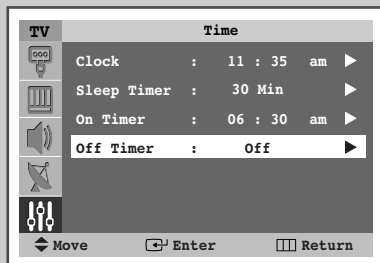 TV Time
Clock : 11 : 35 am
Sleep Timer : 30 Min
On Timer : 06 : 30 am
Off Timer : Off
Move Enter Return